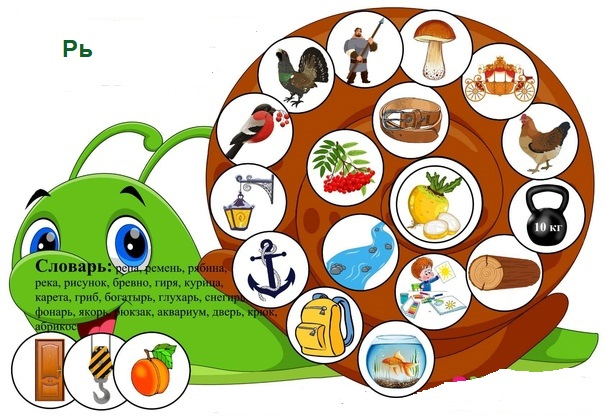 Рь
10 кг
Словарь: репа, ремень, рябина,
река, рисунок, бревно, гиря, курица,
карета, гриб, богатырь, глухарь, снегирь,
фонарь, якорь, рюкзак, аквариум, дверь, крюк,
абрикос